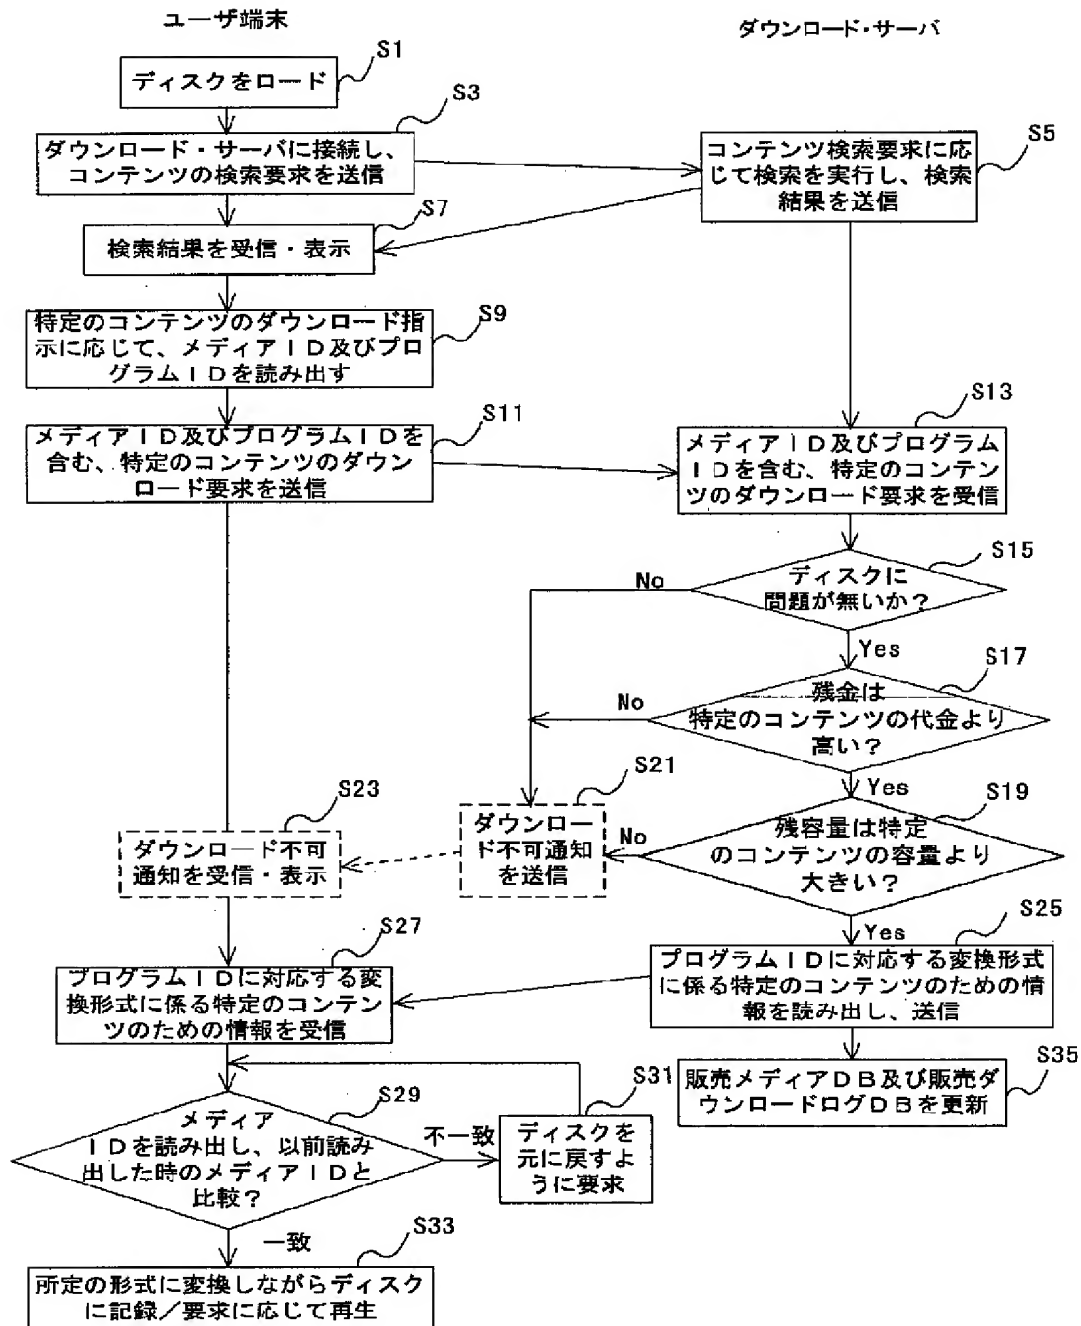 ユーザ端末
ダウンロード・サーバ
S1
ディスクをロード
S3
ダウンロード・サーバに接続し、
コンテンツの検索要求を送信
S5
コンテンツ検索要求に応
じて検索を実行し、検索
結果を送信
S7
検索結果を受信・表示
S9
特定のコンテンツのダウンロード指
示に応じて、メディアID及びプロ
グラムIDを読み出す
S11
メディアID及びプログラムIDを
含む、特定のコンテンツのダウン
ロード要求を送信
S13
メディアID及びプログラム
IDを含む、特定のコンテン
ツのダウンロード要求を受信
S15
ディスクに
問題が無いか?
No
Yes
S17
残金は
特定のコンテンツの代金より
高い?
No
Yes
S19
残容量は特定
のコンテンツの容量より
大きい?
No
Yes
S21
ダウンロー
ド不可通知
を送信
S23
ダウンロード不可
通知を受信・表示
S25
プログラムIDに対応する変換形式
に係る特定のコンテンツのための情
報を読み出し、送信
S27
プログラムIDに対応する変
換形式に係る特定のコンテン
ツのための情報を受信
S35
販売メディアDB及び販売ダ
ウンロードログDBを更新
S29
メディア
IDを読み出し、以前読み
出した時のメディアIDと
比較?
不一致
S31
ディスクを
元に戻すよ
うに要求
一致
S33
所定の形式に変換しながらディスク
に記録/要求に応じて再生